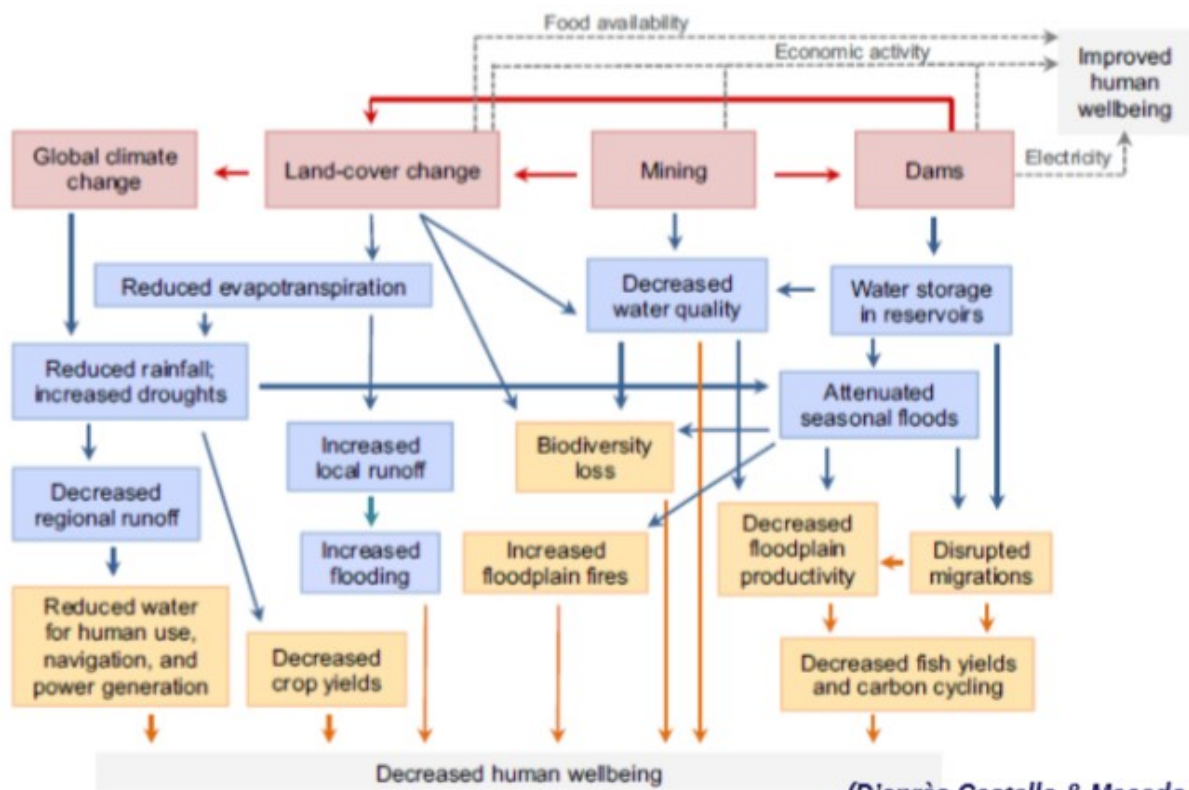 Food availability
Economic activity
Improved
human
wellbeing
Global climate
change
Land-cover change
Mining
Dams
Electricity
Reduced evapotranspiration
Decreased
water quality
Water storage
in reservoirs
Reduced rainfall;
increased droughts
Attenuated
seasonal floods
Increased
local runoff
Biodiversity
loss
Decreased
regional runoff
Increased
flooding
Increased
floodplain fires
Decreased
floodplain
productivity
Disrupted
migrations
Reduced water
for human use,
navigation, and
power generation
Decreased
crop yields
Decreased fish yields
and carbon cycling
Decreased human wellbeing